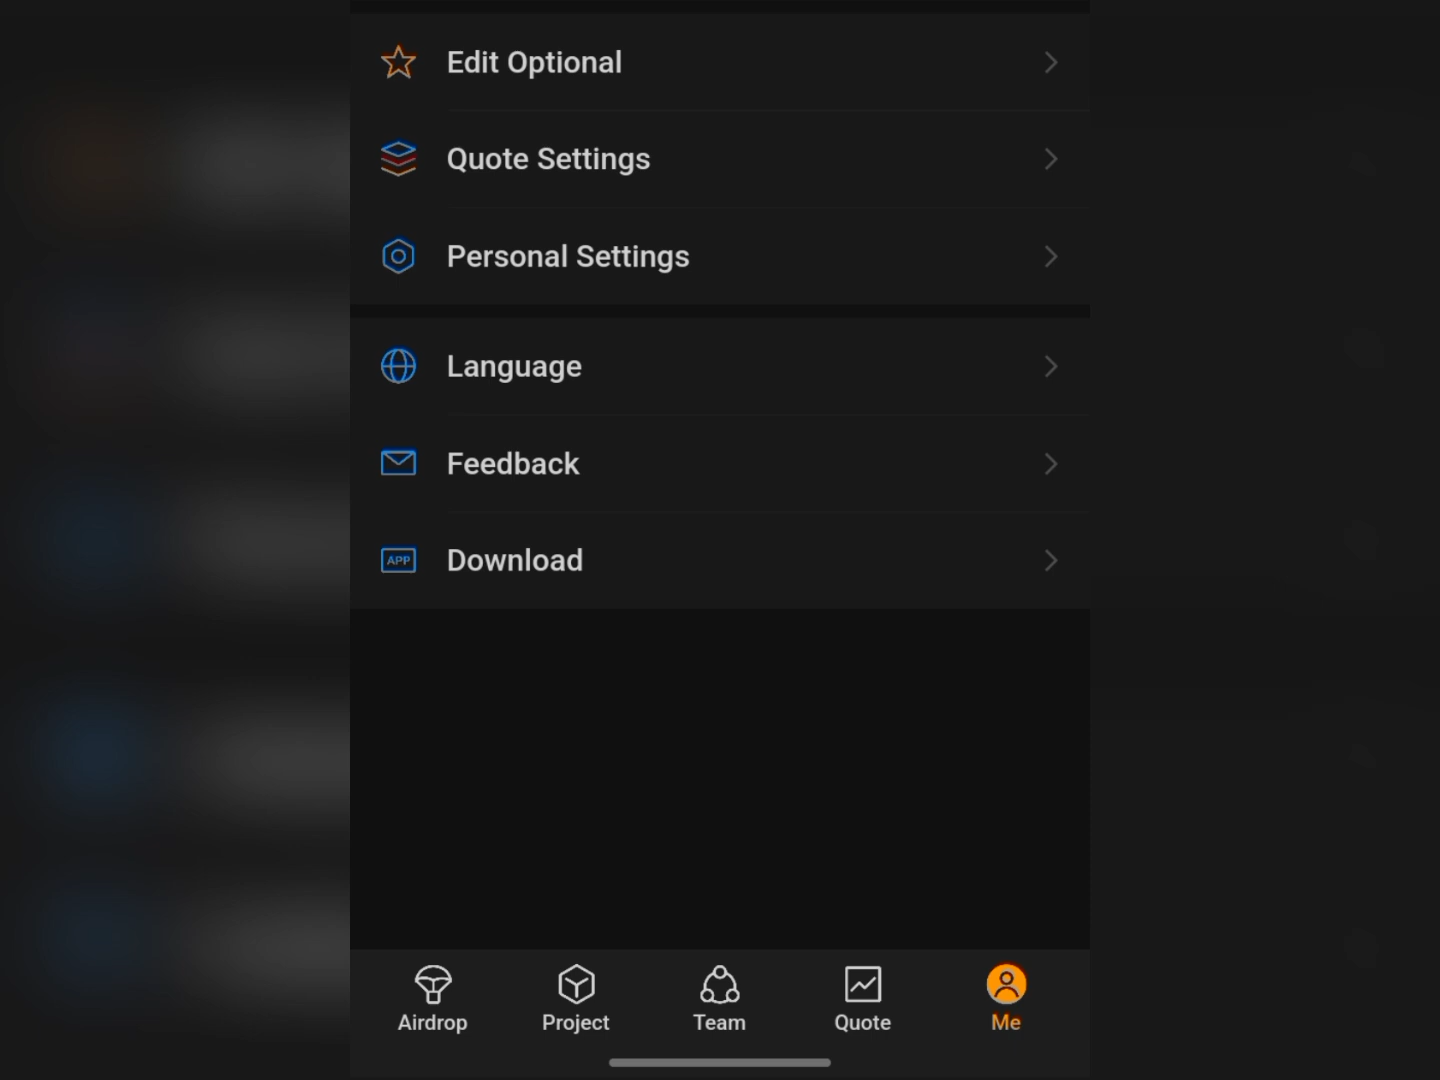 Edit Optional
Quote Settings
Personal Settings
Language
Feedback
APP Download
Airdrop Project Team Quote Me